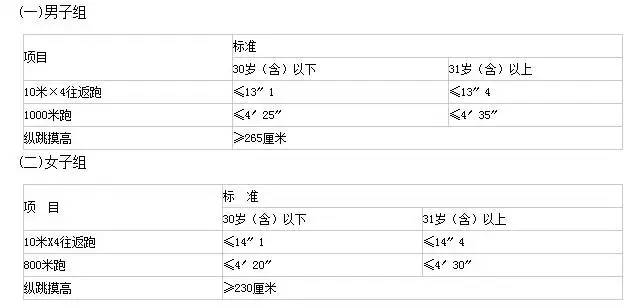 (一)男子组
项目 标准
30岁（含）以下 31岁（含）以上
10米×4往返跑 ≤13″ 1 ≤13″ 4
1000米跑 ≤4′ 25″ ≤4′ 35″
纵跳摸高 ≥265厘米
(二)女子组
项 目 标 准
30岁（含）以下 31岁（含）以上
10米X4往返跑 ≤14″ 1 ≤14″ 4
800米跑 ≤4′ 20″ ≤4′ 30″
纵跳摸高 ≥230厘米